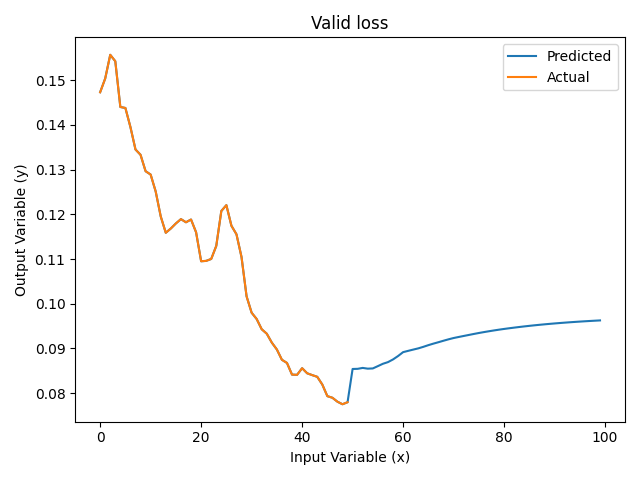 Valid loss
Predicted
Actual
Output Variable (y)
0.15
0.14
0.13
0.12
0.11
0.10
0.09
0.08
0 20 40 60 80 100
Input Variable (x)